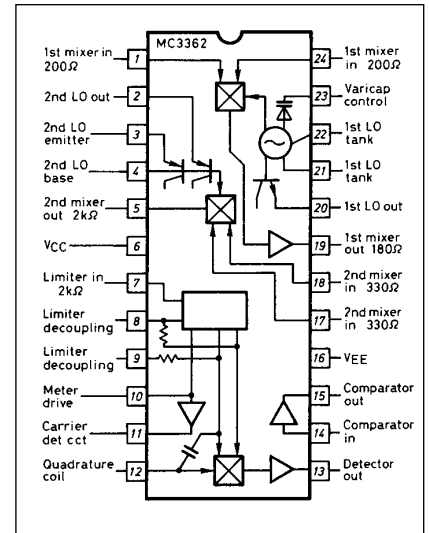 MC3362
1st mixer in
200Ω
1
2nd LO out
2
2nd LO
emitter
3
2nd LO
base
4
2nd mixer
out 2kΩ
5
VCC
6
Limiter in
2kΩ
7
Limiter
decoupling
8
Limiter
decoupling
9
Meter
drive
10
Carrier
det cct
11
Quadrature
coil
12
24
1st mixer
in 200Ω
23
Varicap
control
22
1st LO
tank
21
1st LO
tank
20
1st LO out
19
1st mixer
out 180Ω
18
2nd mixer
in 330Ω
17
2nd mixer
in 330Ω
16
VEE
15
Comparator
out
14
Comparator
in
13
Detector
out